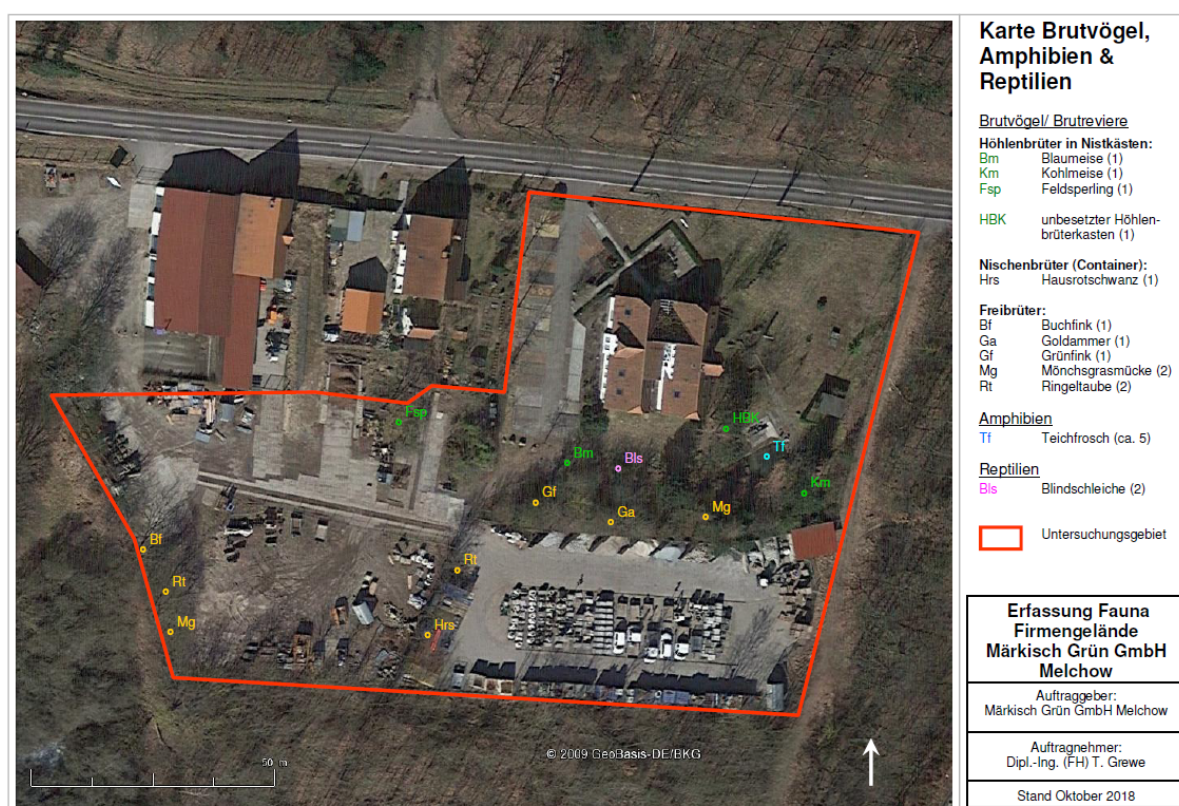 Karte Brutvögel,
Amphibien &
Reptilien
Brutvögel/ Brutreviere
Höhlenbrüter in Nistkästen:
Bm Blaumeise (1)
Km Kohlmeise (1)
Fsp Feldsperling (1)
HBK unbesetzter Höhlen-
brüterkasten (1)
Nischenbrüter (Container):
Hrs Hausrotschwanz (1)
Freibrüter:
Bf Buchfink (1)
Ga Goldammer (1)
Gf Grünfink (1)
Mg Mönchsgrasmücke (2)
Rt Ringeltaube (2)
Amphibien
Tf Teichfrosch (ca. 5)
Reptilien
Bls Blindschleiche (2)
Untersuchungsgebiet
Erfassung Fauna
Firmengelände
Märkisch Grün GmbH
Melchow
Auftraggeber:
Märkisch Grün GmbH Melchow
Auftragnehmer:
Dipl.-Ing. (FH) T. Grewe
Stand Oktober 2018
Fsp
HBK
Bm
Bls
Tf
Km
Gf
Ga
Mg
Bf
Rt
Rt
Mg
Hrs
© 2009 GeoBasis-DE/BKG
50 m